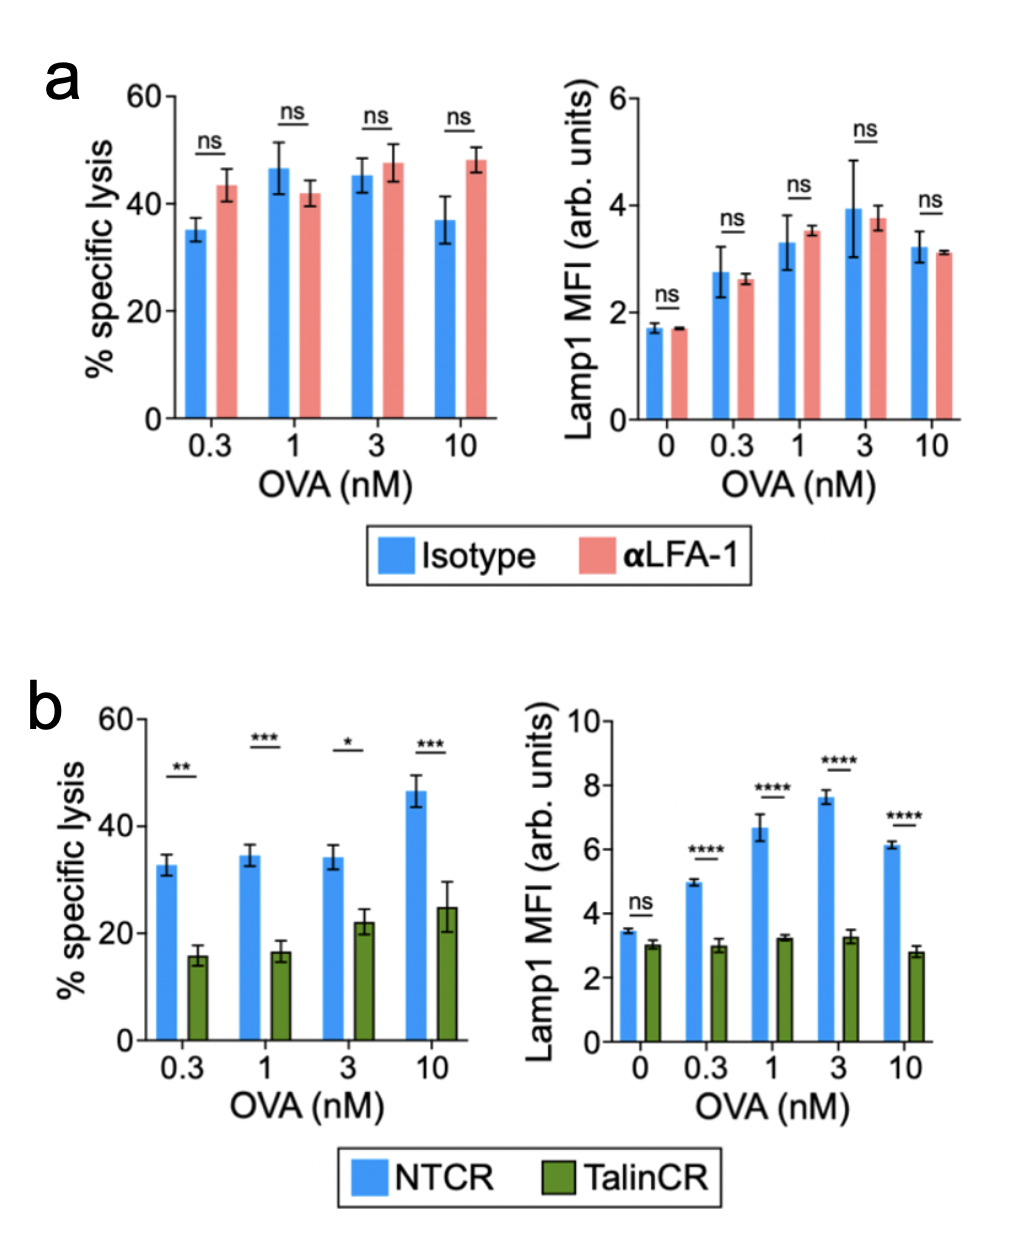 a
% specific lysis
60
40
20
0
ns
ns
ns
ns
0.3 1 3 10
OVA (nM)
Lamp1 MFI (arb. units)
6
4
2
0
ns
ns
ns
ns
ns
0 0.3 1 3 10
OVA (nM)
Isotype αLFA-1
b
% specific lysis
60
40
20
0
**
***
*
***
0.3 1 3 10
OVA (nM)
Lamp1 MFI (arb. units)
10
8
6
4
2
0
ns
****
****
****
****
0 0.3 1 3 10
OVA (nM)
NTCR TalinCR